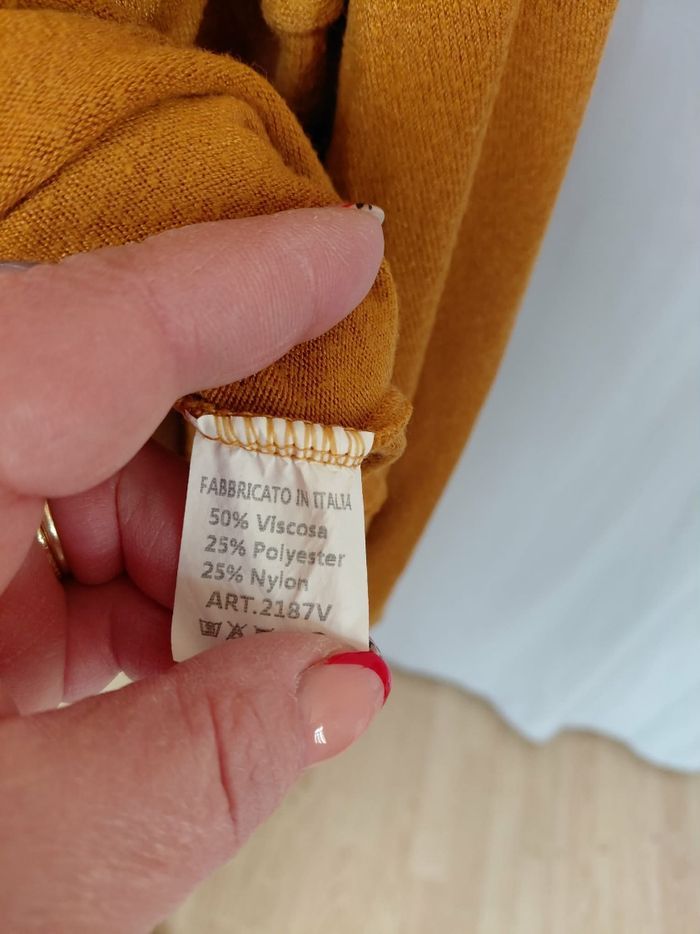 FABBRICATO IN ITALIA
50% Viscosa
25% Polyester
25% Nylon
ART.2187V